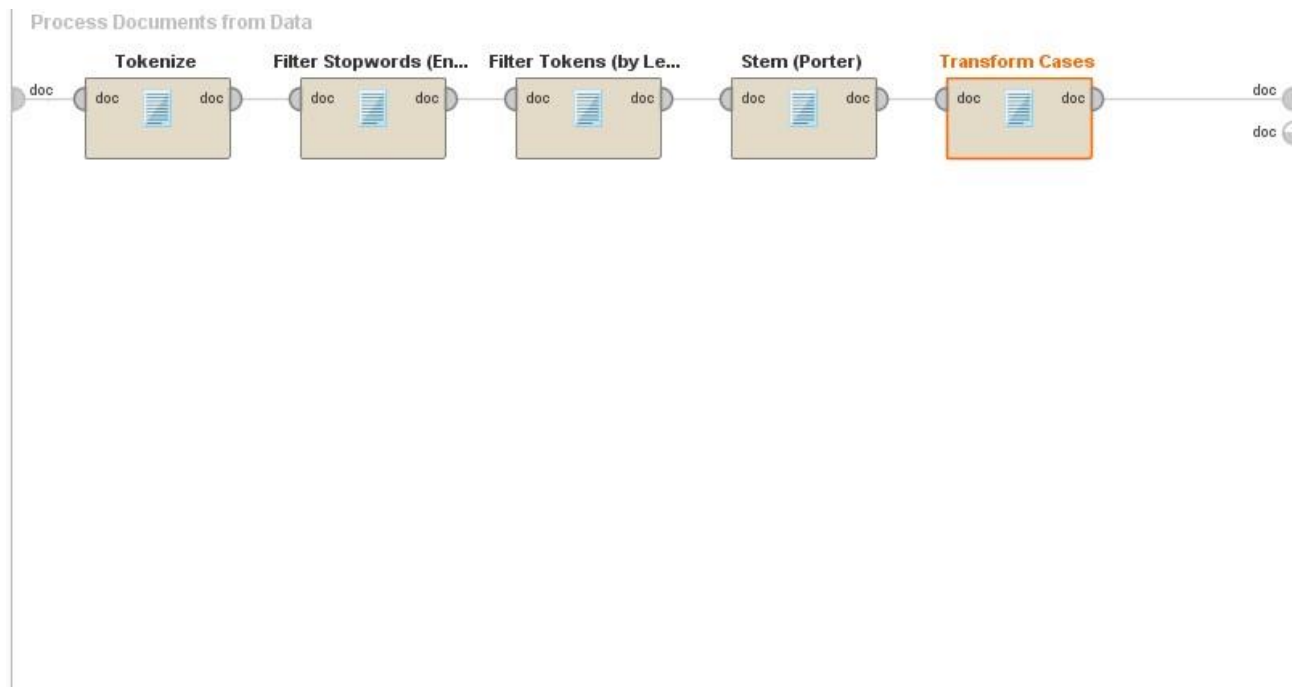 Process Documents from Data
Tokenize Filter Stopwords (En... Filter Tokens (by Le... Stem (Porter) Transform Cases
doc doc doc doc doc doc doc doc doc doc doc doc
doc